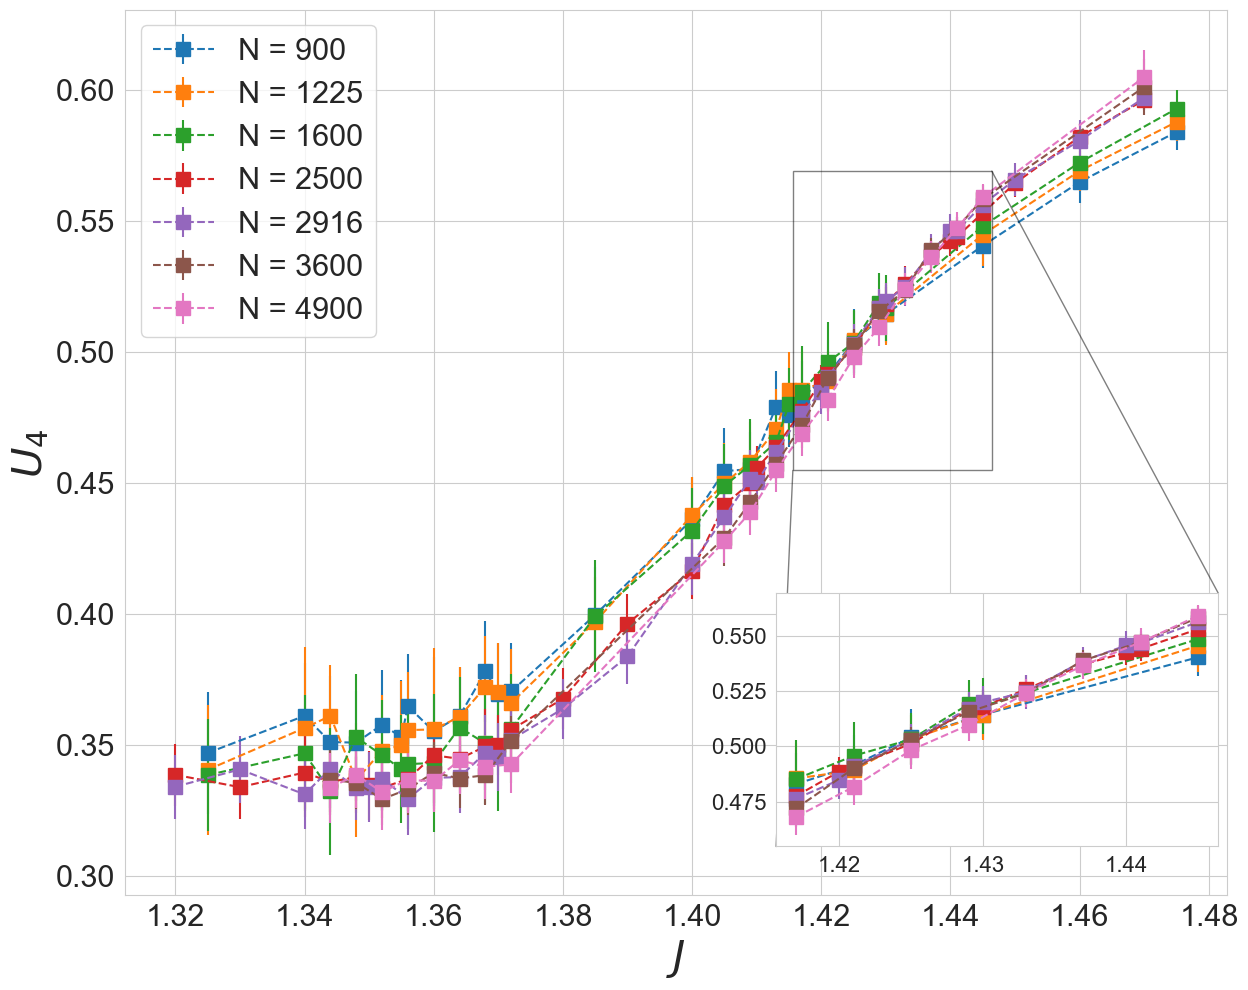 N = 900
N = 1225
N = 1600
N = 2500
N = 2916
N = 3600
N = 4900
U4
0.60
0.55
0.50
0.45
0.40
0.35
0.30
0.550
0.525
0.500
0.475
1.42 1.43 1.44
1.32 1.34 1.36 1.38 1.40 1.42 1.44 1.46 1.48
J